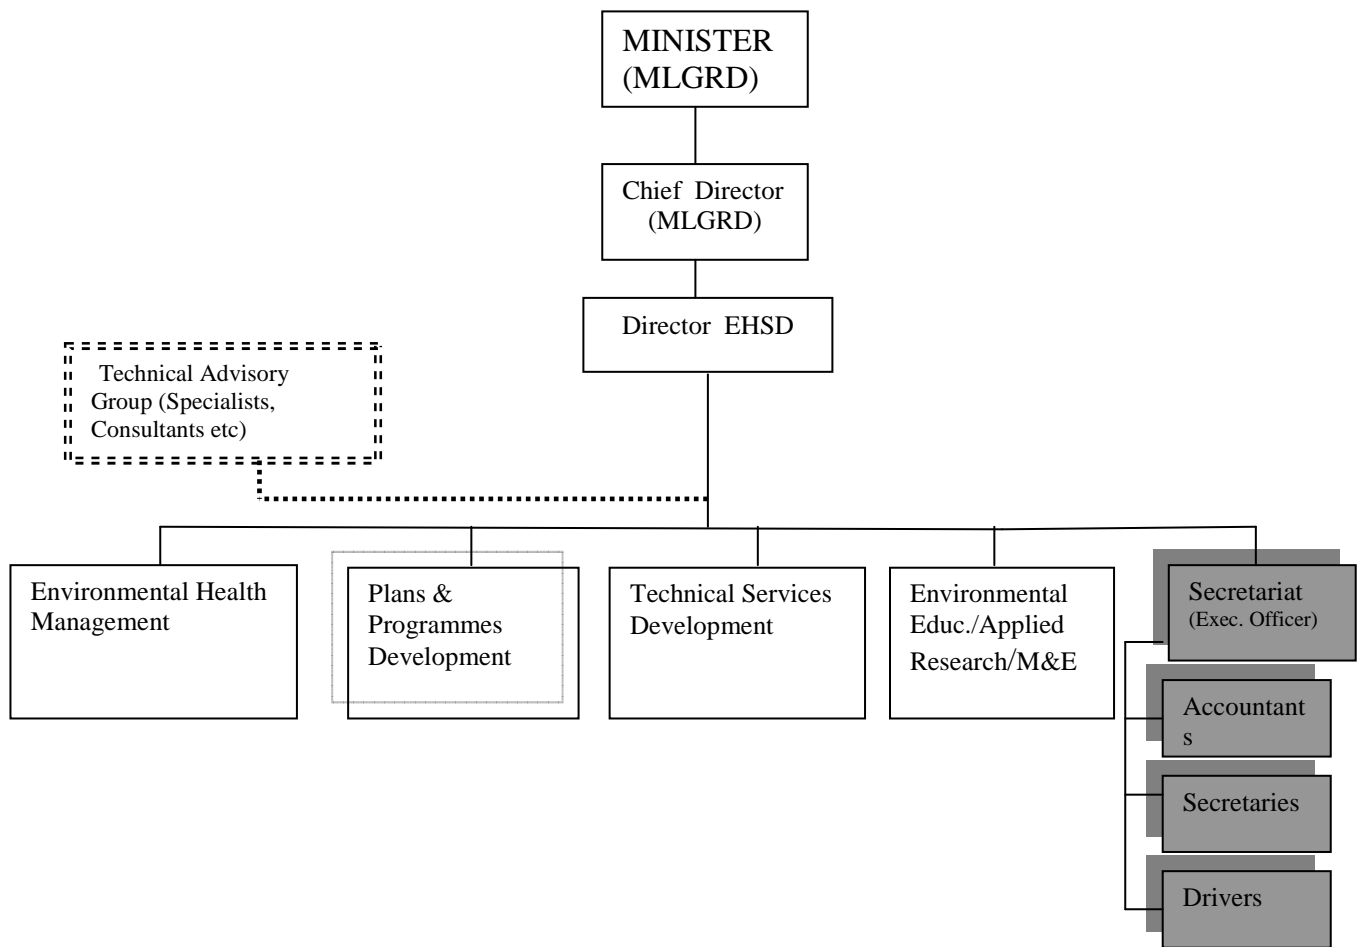 MINISTER
(MLGRD)
Chief Director
(MLGRD)
Director EHSD
Technical Advisory
Group (Specialists,
Consultants etc)
Environmental Health
Management
Plans &
Programmes
Development
Technical Services
Development
Environmental
Educ./Applied
Research/M&E
Secretariat
(Exec. Officer)
Accountant
s
Secretaries
Drivers